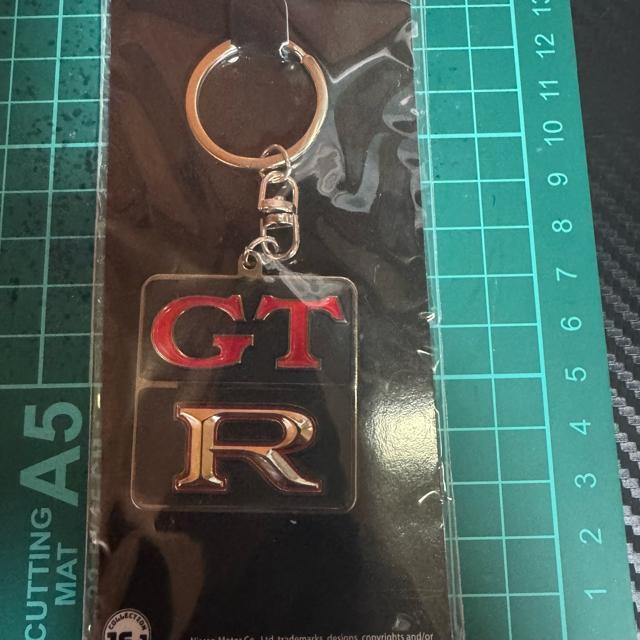 GT
R
CUTTING
MAT
A5
13
12
11
10
9
8
7
6
5
4
3
2
1
COLLECTION
Nissan Motor Co., Ltd. trademarks, designs, copyrights and/or